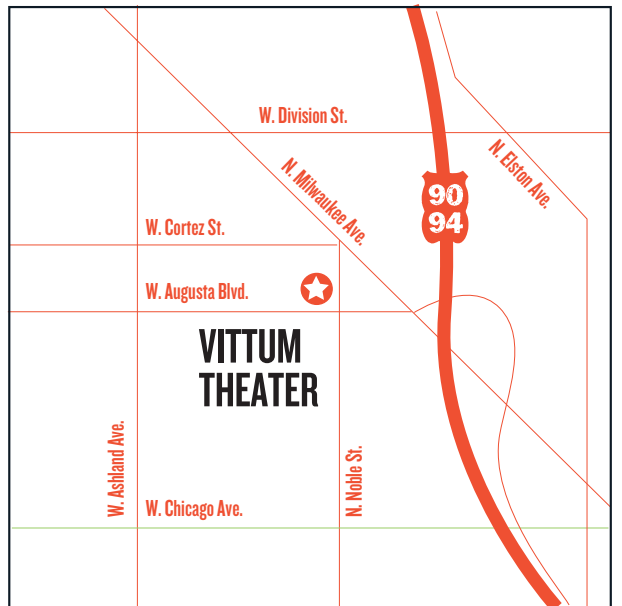 W. Division St.
N. Elston Ave.
N. Milwaukee Ave.
90
94
W. Cortez St.
W. Augusta Blvd.
VITTUM
THEATER
W. Ashland Ave.
N. Noble St.
W. Chicago Ave.